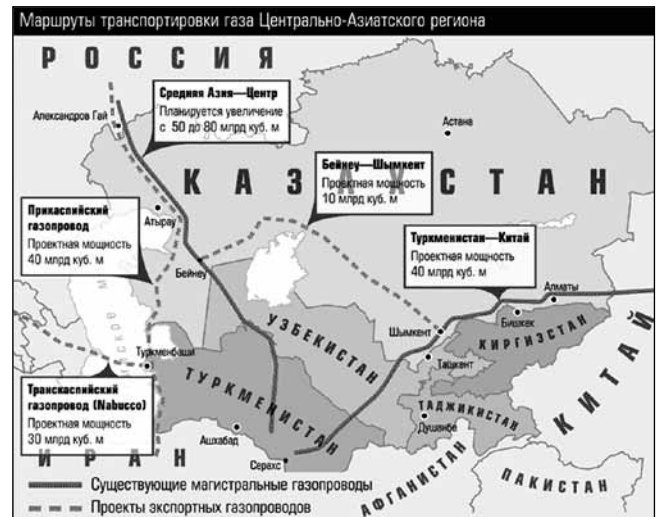 Маршруты транспортировки газа Центрально-Азиатского региона
РОССИЯ
Средняя Азия—Центр
Планируется увеличение
с 50 до 80 млрд куб. м
Александров Гай
Астана
КАЗАХСТАН
Бейнеу—Шымкент
Проектная мощность
10 млрд куб. м
Прикаспийский
газопровод
Проектная мощность
40 млрд куб. м
Атырау
Туркменистан—Китай
Проектная мощность
40 млрд куб. м
Бейнеу
Алматы
УЗБЕКИСТАН
Шымкент
Бишкек
КИРГИЗСТАН
Туркменбаши
Ташкент
КИТАЙ
Транскаспийский
газопровод (Nabucco)
Проектная мощность
30 млрд куб. м
ТУРКМЕНИСТАН
ТАДЖИКИСТАН
Душанбе
Ашхабад
Серахс
ИРАН
АФГАНИСТАН
ПАКИСТАН
Существующие магистральные газопроводы
Проекты экспортных газопроводов